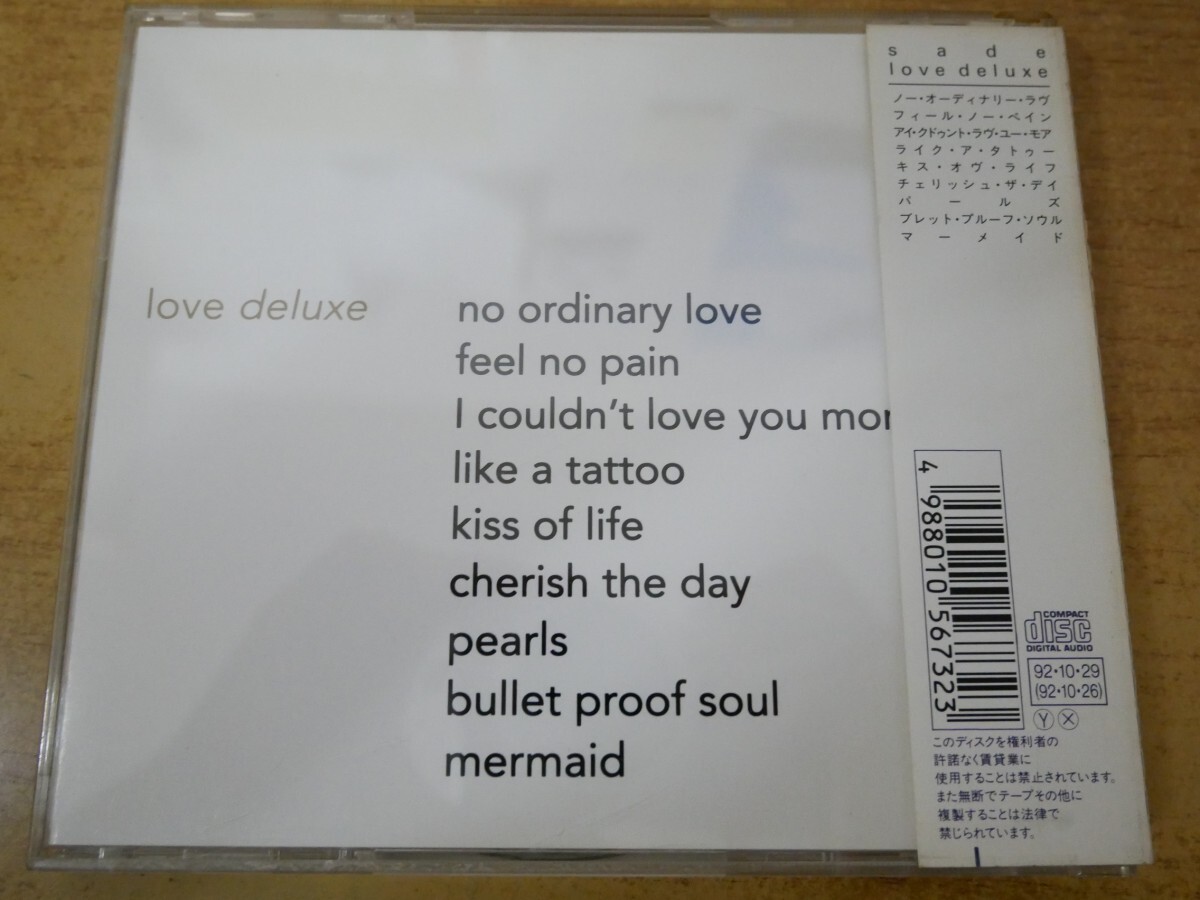 love deluxe
no ordinary love
feel no pain
I couldn't love you mor
like a tattoo
kiss of life
cherish the day
pearls
bullet proof soul
mermaid
sade
love deluxe
ノー・オーディナリー・ラヴ
フィール・ノー・ペイン
アイ・クドゥント・ラヴ・ユー・モア
ライク・ア・タトゥー
キス・オヴ・ライフ
チェリッシュ・ザ・デイ
パールズ
ブレット・プルーフ・ソウル
マーメイド
4 988010 567323
COMPACT
disc
DIGITAL AUDIO
92・10・29
(92・10・26)
Ⓨ Ⓧ
このディスクを権利者の
許諾なく賃貸業に
使用することは禁止されています。
また無断でテープその他に
複製することは法律で
禁じられています。